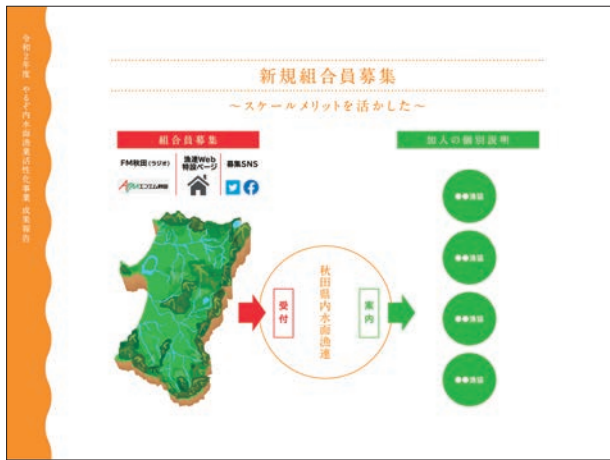 令和2年度 やるぞ内水面漁業活性化事業 成果報告
新規組合員募集
〜スケールメリットを活かした〜
組合員募集
加入の個別説明
FM秋田(ラジオ)
漁連Web
特設ページ
募集SNS
エフエム秋田
●●漁協
●●漁協
●●漁協
●●漁協
受付
秋田県内水面漁連
案内